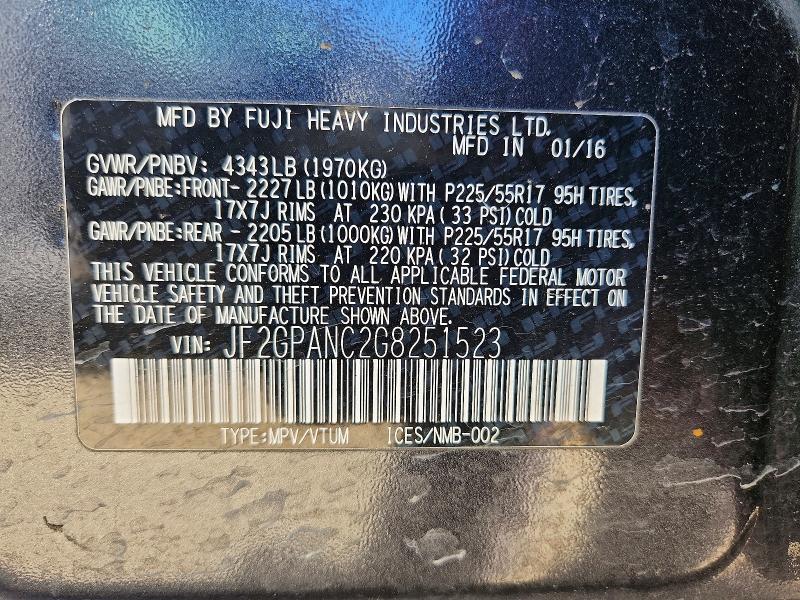 MFD BY FUJI HEAVY INDUSTRIES LTD.
MFD IN 01/16
GVWR/PNBV: 4343LB (1970KG)
GAWR/PNBE:FRONT- 2227 LB (1010KG) WITH P225/55R17 95H TIRES,
17X7J RIMS AT 230 KPA ( 33 PSI) COLD
GAWR/PNBE:REAR - 2205 LB (1000KG) WITH P225/55R17 95H TIRES,
17X7J RIMS AT 220 KPA ( 32 PSI) COLD
THIS VEHICLE CONFORMS TO ALL APPLICABLE FEDERAL MOTOR
VEHICLE SAFETY AND THEFT PREVENTION STANDARDS IN EFFECT ON
THE DATE OF MANUFACTURE SHOWN ABOVE.
VIN: JF2GPANC2G8251523
TYPE:MPV/VTUM ICES/NMB-002